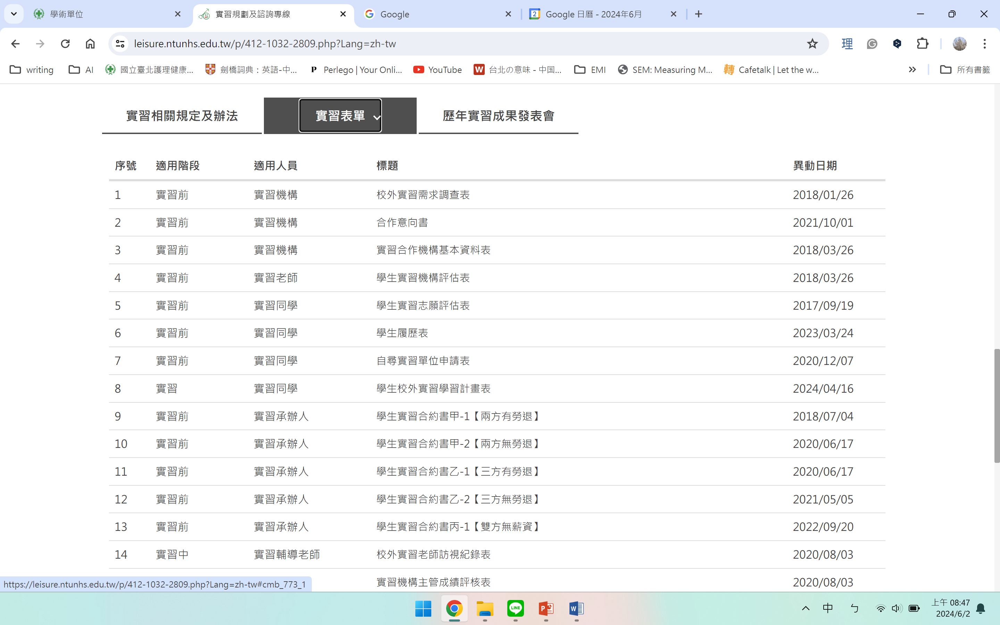 學術單位
實習規劃及諮詢專線
Google
Google 日曆 - 2024年6月
leisure.ntunhs.edu.tw/p/412-1032-2809.php?Lang=zh-tw
理
writing
AI
國立臺北護理健康...
劍橋詞典：英語-中...
P Perlego | Your Onli...
YouTube
W 台北の意味 - 中国...
EMI
SEM: Measuring M...
轉 Cafetalk | Let the w...
所有書籤
實習相關規定及辦法 實習表單 歷年實習成果發表會
序號 適用階段 適用人員 標題 異動日期
1 實習前 實習機構 校外實習需求調查表 2018/01/26
2 實習前 實習機構 合作意向書 2021/10/01
3 實習前 實習機構 實習合作機構基本資料表 2018/03/26
4 實習前 實習老師 學生實習機構評估表 2018/03/26
5 實習前 實習同學 學生實習志願評估表 2017/09/19
6 實習前 實習同學 學生履歷表 2023/03/24
7 實習前 實習同學 自尋實習單位申請表 2020/12/07
8 實習 實習同學 學生校外實習學習計畫表 2024/04/16
9 實習前 實習承辦人 學生實習合約書甲-1【兩方有勞退】 2018/07/04
10 實習前 實習承辦人 學生實習合約書甲-2【兩方無勞退】 2020/06/17
11 實習前 實習承辦人 學生實習合約書乙-1【三方有勞退】 2020/06/17
12 實習前 實習承辦人 學生實習合約書乙-2【三方無勞退】 2021/05/05
13 實習前 實習承辦人 學生實習合約書丙-1【雙方無薪資】 2022/09/20
14 實習中 實習輔導老師 校外實習老師訪視紀錄表 2020/08/03
實習機構主管成績評核表 2020/08/03
https://leisure.ntunhs.edu.tw/p/412-1032-2809.php?Lang=zh-tw#cmb_773_1
LINE
P
W
中
ㄅ
上午 08:47
2024/6/2